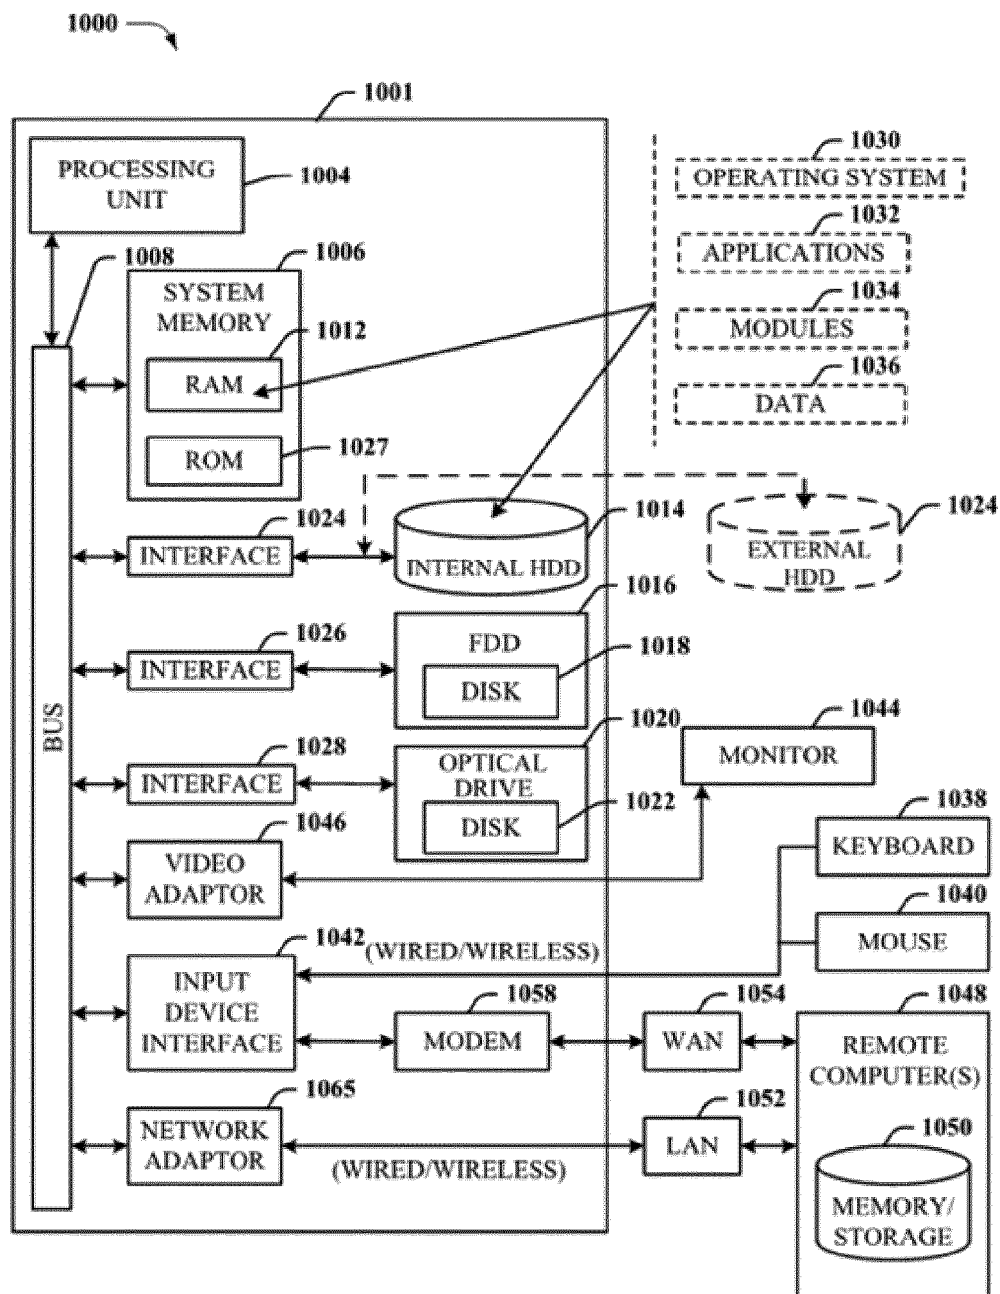 1000
1001
PROCESSING
UNIT
1004
1030
OPERATING SYSTEM
1032
APPLICATIONS
1034
MODULES
1036
DATA
1008
1006
SYSTEM
MEMORY
1012
RAM
1027
ROM
BUS
1024
INTERFACE
1014
INTERNAL HDD
1024
EXTERNAL
HDD
1026
INTERFACE
1016
FDD
1018
DISK
1028
INTERFACE
1020
OPTICAL
DRIVE
1022
DISK
1044
MONITOR
1046
VIDEO
ADAPTOR
1038
KEYBOARD
1040
MOUSE
1042
(WIRED/WIRELESS)
INPUT
DEVICE
INTERFACE
1058
MODEM
1054
WAN
1048
REMOTE
COMPUTER(S)
1065
NETWORK
ADAPTOR
(WIRED/WIRELESS)
1052
LAN
1050
MEMORY/
STORAGE